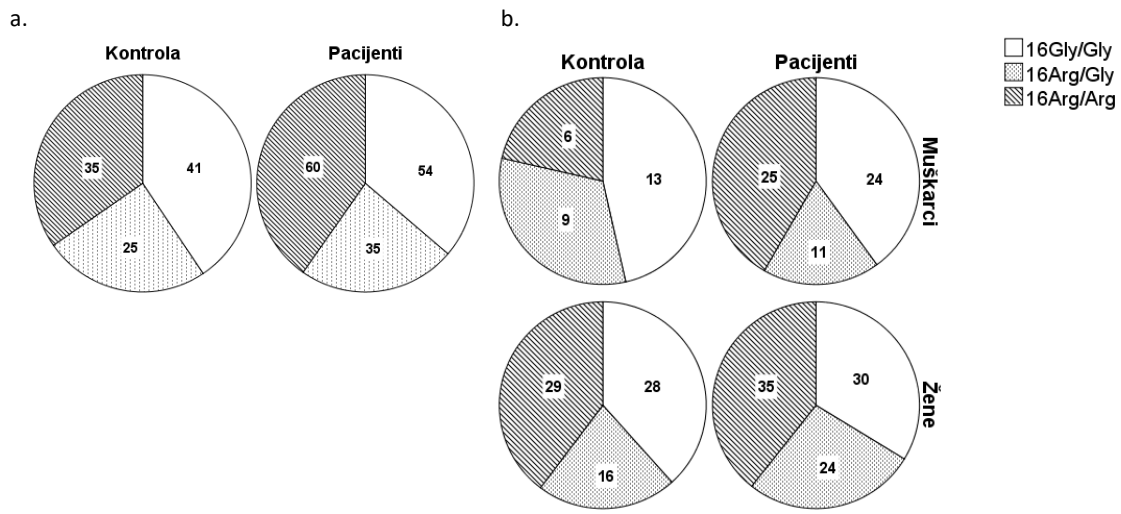 a.
Kontrola
Pacijenti
35
41
25
60
54
35
b.
Kontrola
Pacijenti
6
13
9
25
24
11
Muškarci
29
28
16
35
30
24
Žene
16Gly/Gly
16Arg/Gly
16Arg/Arg